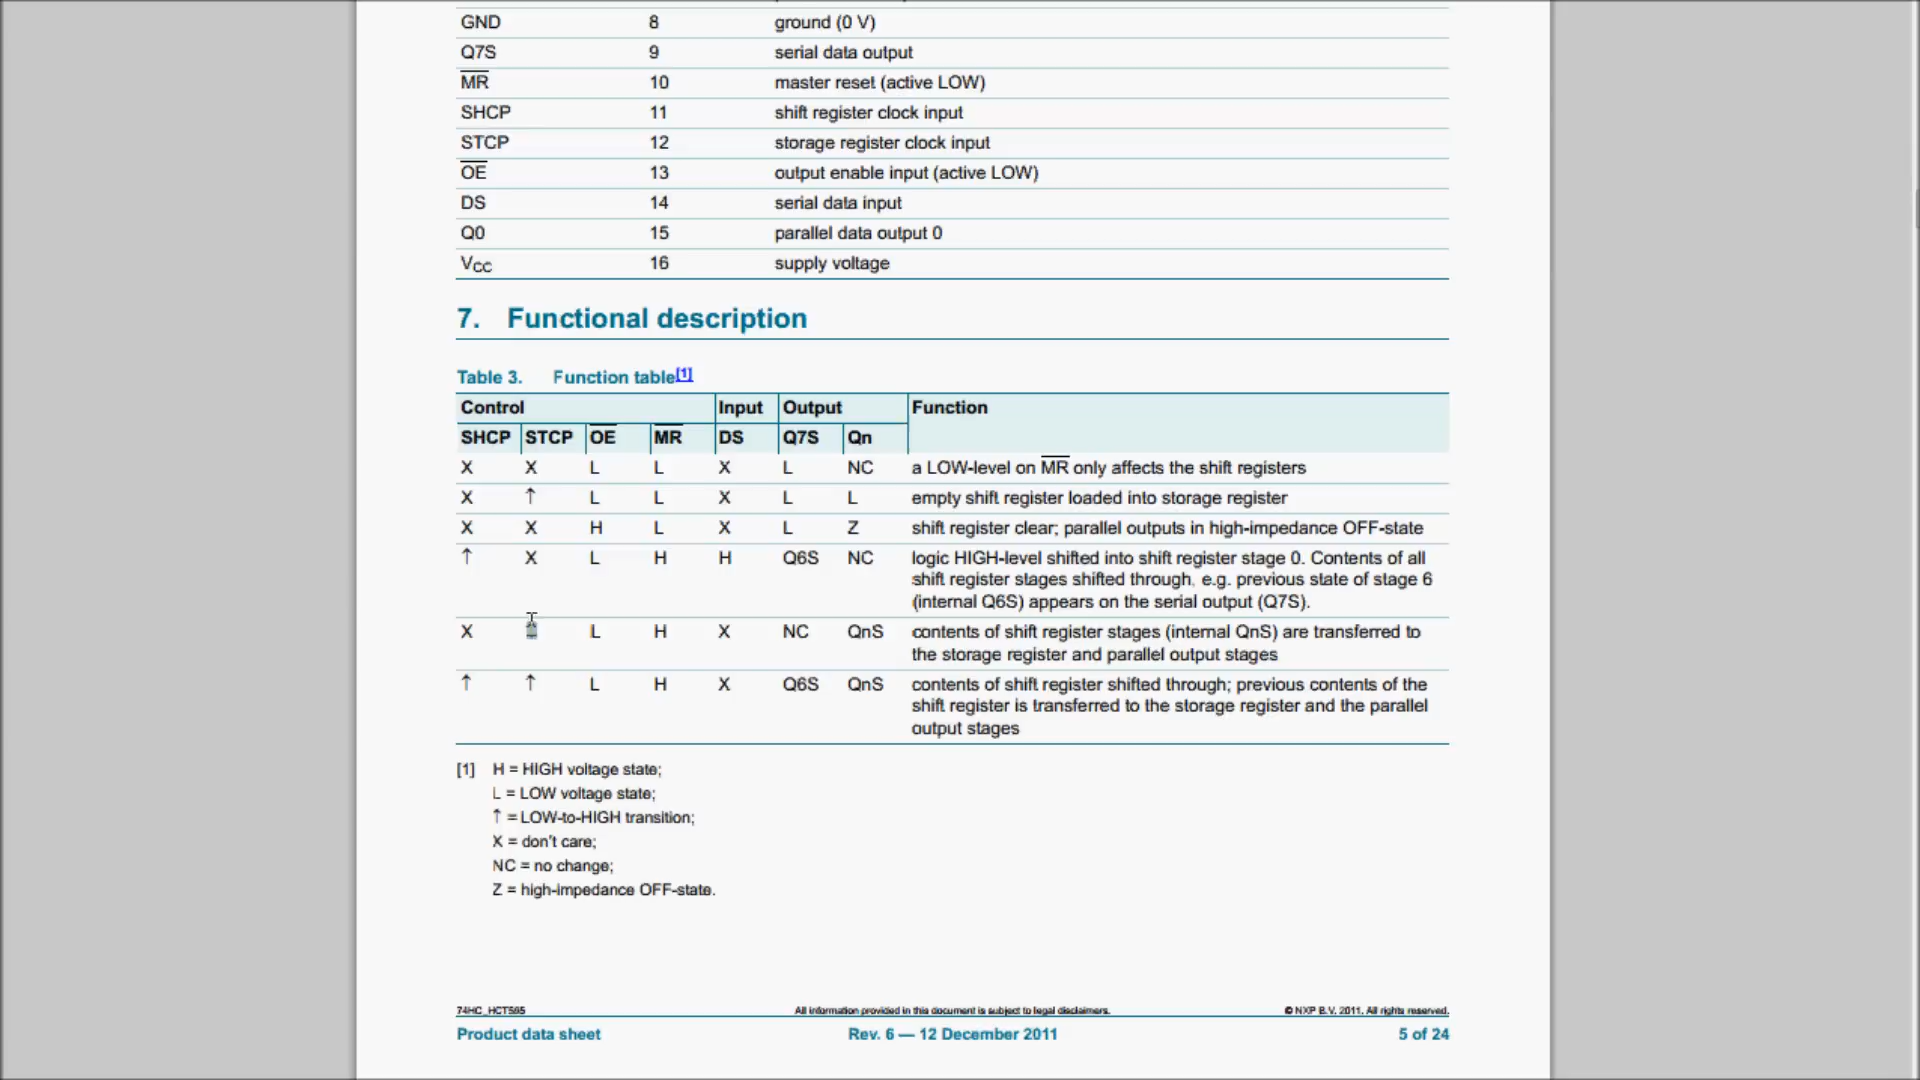 GND 8 ground (0 V)
Q7S 9 serial data output
MR 10 master reset (active LOW)
SHCP 11 shift register clock input
STCP 12 storage register clock input
OE 13 output enable input (active LOW)
DS 14 serial data input
Q0 15 parallel data output 0
VCC 16 supply voltage
7. Functional description
Table 3. Function table[1]
Control Input Output Function
SHCP STCP OE MR DS Q7S Qn
X X L L X L NC a LOW-level on MR only affects the shift registers
X ↑ L L X L L empty shift register loaded into storage register
X X H L X L Z shift register clear; parallel outputs in high-impedance OFF-state
↑ X L H H Q6S NC logic HIGH-level shifted into shift register stage 0. Contents of all
shift register stages shifted through, e.g. previous state of stage 6
(internal Q6S) appears on the serial output (Q7S).
X ↑ L H X NC QnS contents of shift register stages (internal QnS) are transferred to
the storage register and parallel output stages
↑ ↑ L H X Q6S QnS contents of shift register shifted through; previous contents of the
shift register is transferred to the storage register and the parallel
output stages
[1] H = HIGH voltage state;
L = LOW voltage state;
↑ = LOW-to-HIGH transition;
X = don't care;
NC = no change;
Z = high-impedance OFF-state.
74HC_HCT595 All information provided in this document is subject to legal disclaimers. © NXP B.V. 2011. All rights reserved.
Product data sheet Rev. 6 — 12 December 2011 5 of 24